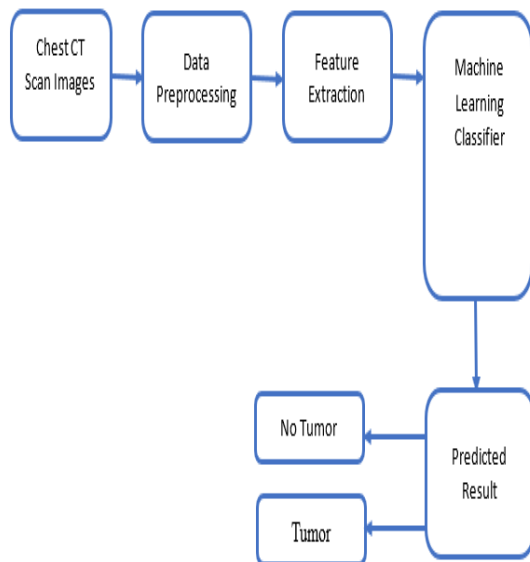 Chest CT
Scan Images
Data
Preprocessing
Feature
Extraction
Machine
Learning
Classifier
No Tumor
Predicted
Result
Tumor